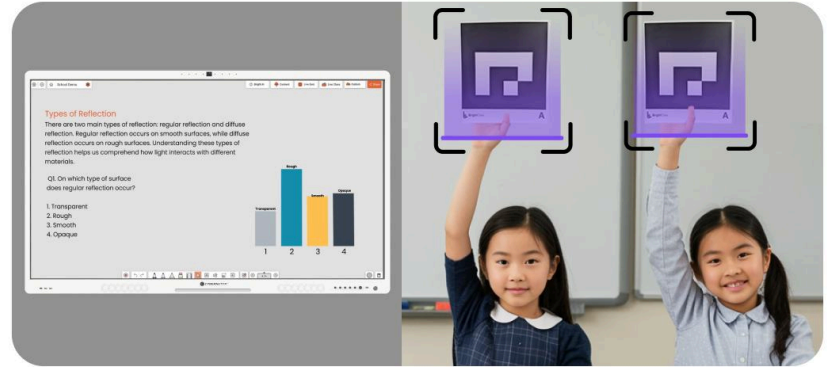 Types of Reflection
There are two main types of reflection: regular reflection and diffuse
reflection. Regular reflection occurs on smooth surfaces, while diffuse
reflection occurs on rough surfaces. Understanding these types of
reflection helps us comprehend how light interacts with different
materials.
Q1. On which type of surface
does regular reflection occur?
1. Transparent
2. Rough
3. Smooth
4. Opaque
Transparent
Rough
Smooth
Opaque
1 2 3 4
A
A